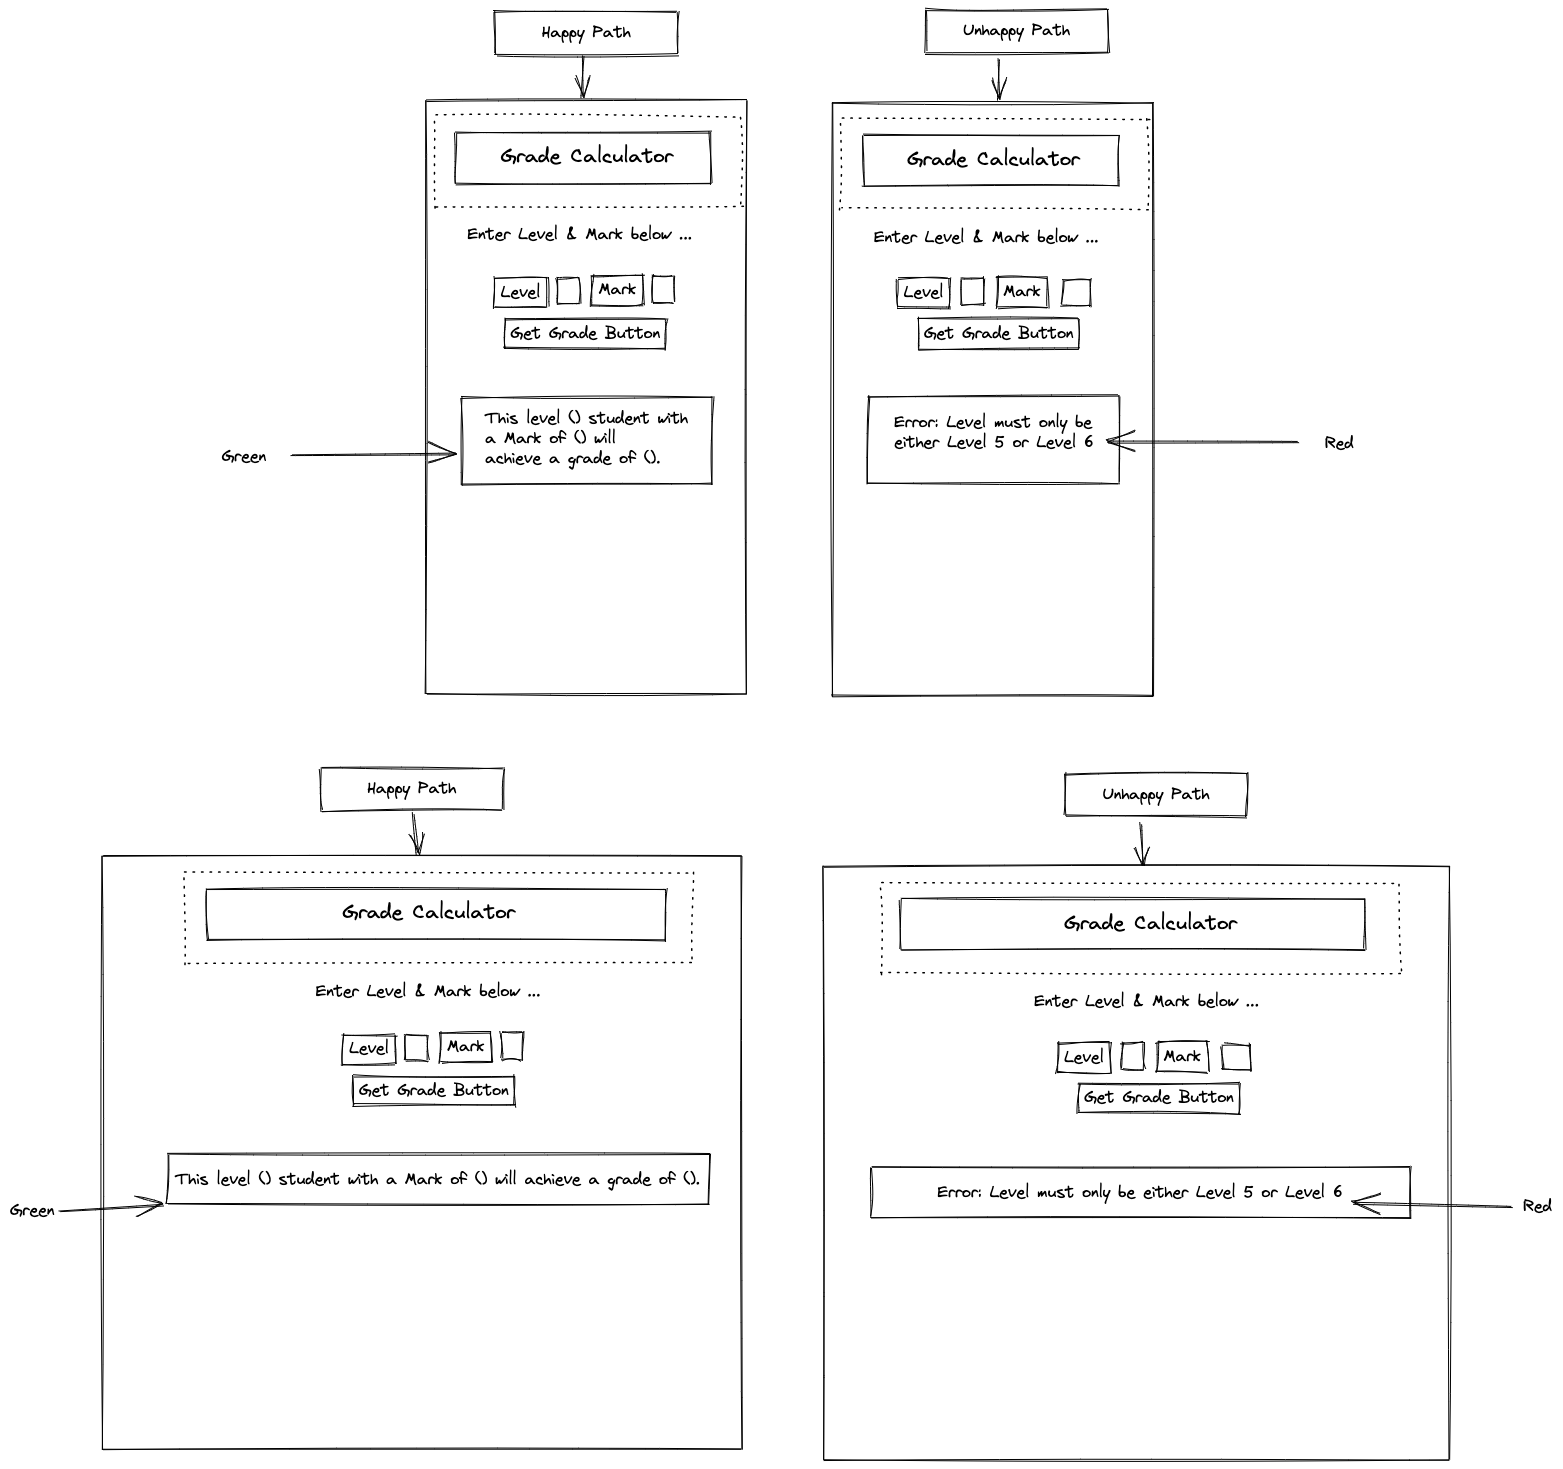 Happy Path
Unhappy Path
Grade Calculator
Enter Level & Mark below ...
Level
Mark
Get Grade Button
This level () student with
a Mark of () will
achieve a grade of ().
Green
Grade Calculator
Enter Level & Mark below ...
Level
Mark
Get Grade Button
Error: Level must only be
either Level 5 or Level 6
Red
Happy Path
Unhappy Path
Grade Calculator
Enter Level & Mark below ...
Level
Mark
Get Grade Button
This level () student with a Mark of () will achieve a grade of ().
Green
Grade Calculator
Enter Level & Mark below ...
Level
Mark
Get Grade Button
Error: Level must only be either Level 5 or Level 6
Red